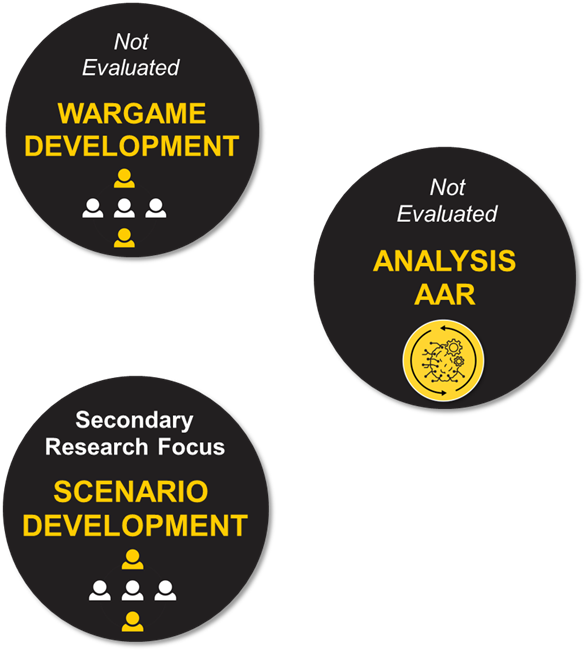 Not
Evaluated
WARGAME
DEVELOPMENT
Not
Evaluated
ANALYSIS
AAR
Secondary
Research Focus
SCENARIO
DEVELOPMENT